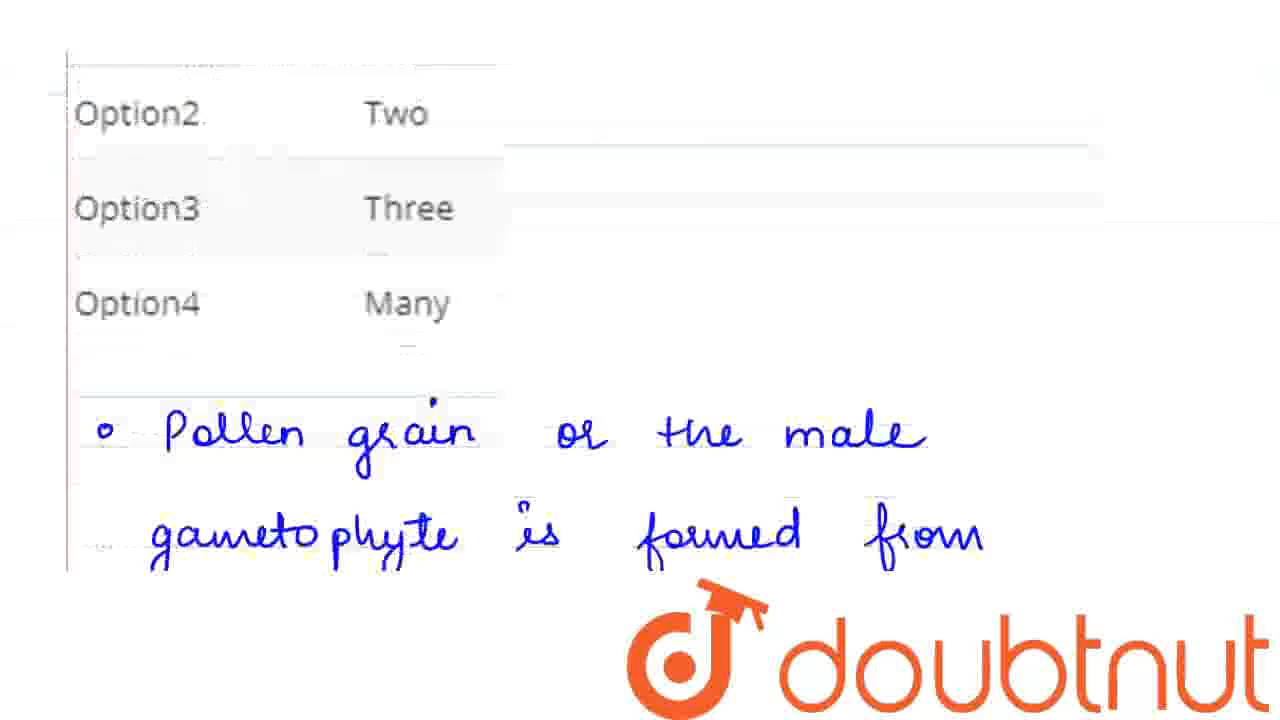 Option2 Two
Option3 Three
Option4 Many
• Pollen grain or the male
gametophyte is formed from
doubtnut